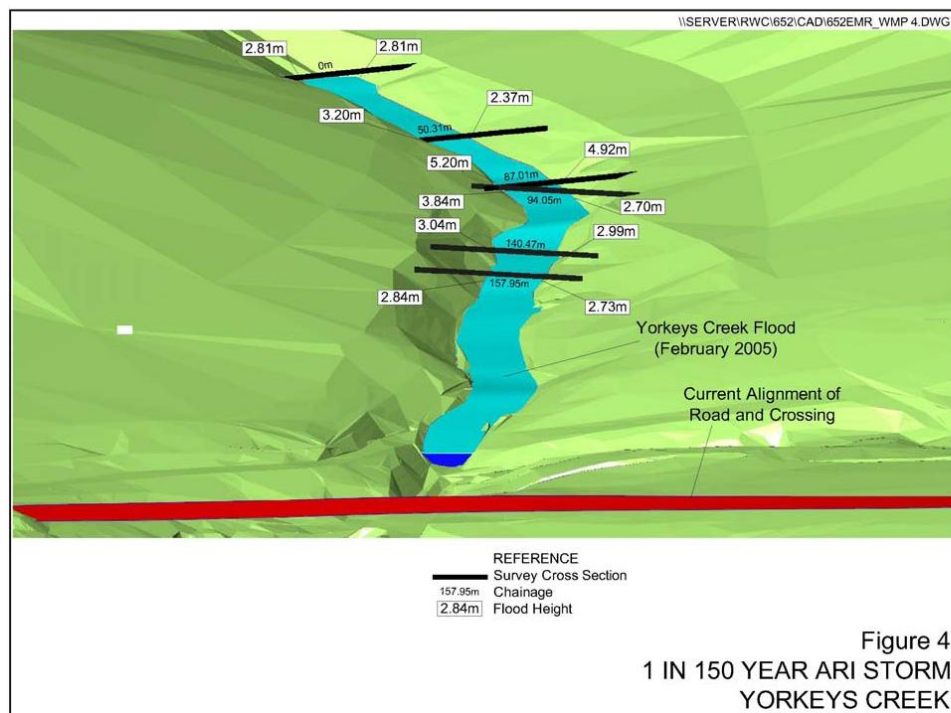 \\SERVER\RWC\652\CAD\652EMR_WMP 4.DWG
2.81m
2.81m
0m
2.37m
3.20m
50.31m
4.92m
5.20m
87.01m
3.84m
94.05m
2.70m
3.04m
2.99m
140.47m
2.84m
157.95m
2.73m
Yorkeys Creek Flood
(February 2005)
Current Alignment of
Road and Crossing
REFERENCE
Survey Cross Section
157.95m Chainage
2.84m Flood Height
Figure 4
1 IN 150 YEAR ARI STORM
YORKEYS CREEK